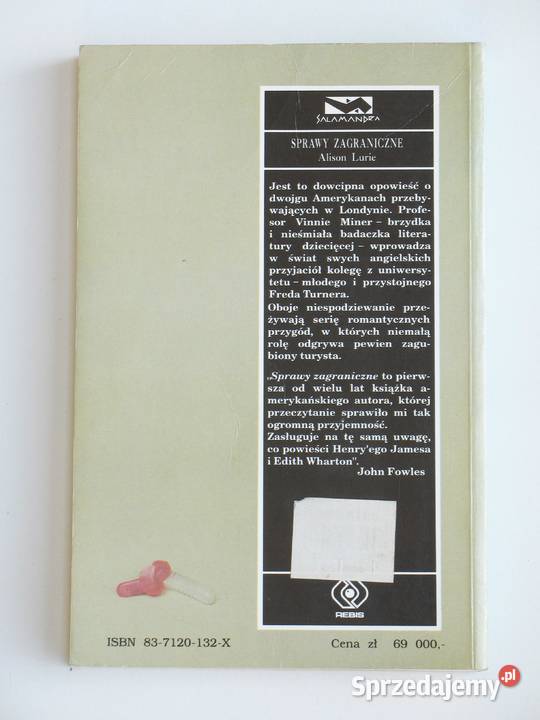 SALAMANDRA
SPRAWY ZAGRANICZNE
Alison Lurie
Jest to dowcipna opowieść o
dwojgu Amerykanach przeby-
wających w Londynie. Profe-
sor Vinnie Miner – brzydka
i nieśmiała badaczka litera-
tury dziecięcej – wprowadza
w świat swych angielskich
przyjaciół kolegę z uniwersy-
tetu – młodego i przystojnego
Freda Turnera.
Oboje niespodziewanie prze-
żywają serię romantycznych
przygód, w których niemałą
rolę odgrywa pewien zagu-
biony turysta.
„Sprawy zagraniczne to pierw-
sza od wielu lat książka a-
merykańskiego autora, której
przeczytanie sprawiło mi tak
ogromną przyjemność.
Zasługuje na tę samą uwagę,
co powieści Henry'ego Jamesa
i Edith Wharton".
John Fowles
REBIS
ISBN 83-7120-132-X
Cena zł 69 000,-
Sprzedajemy.pl